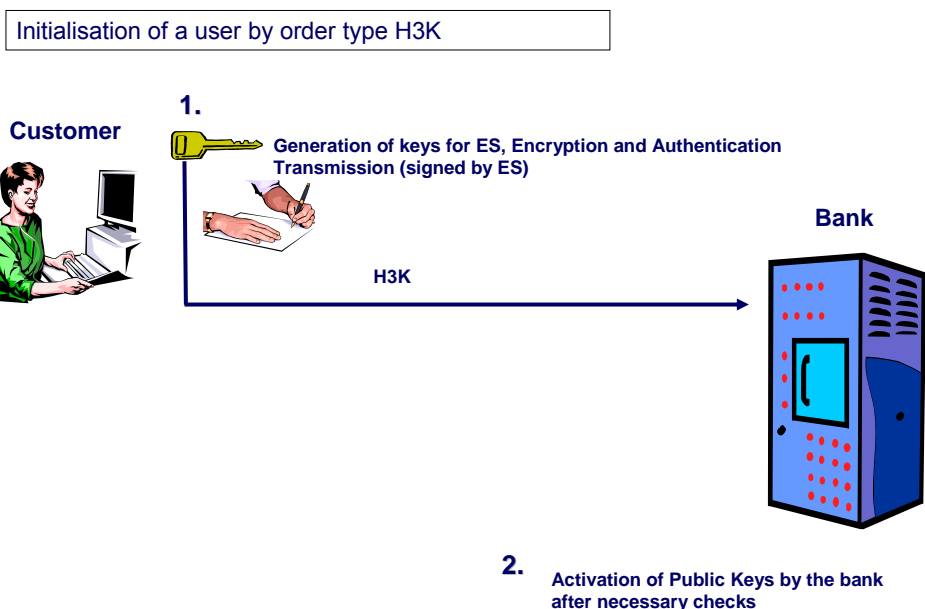 Initialisation of a user by order type H3K
1.
Customer
Generation of keys for ES, Encryption and Authentication
Transmission (signed by ES)
Bank
H3K
2.
Activation of Public Keys by the bank
after necessary checks